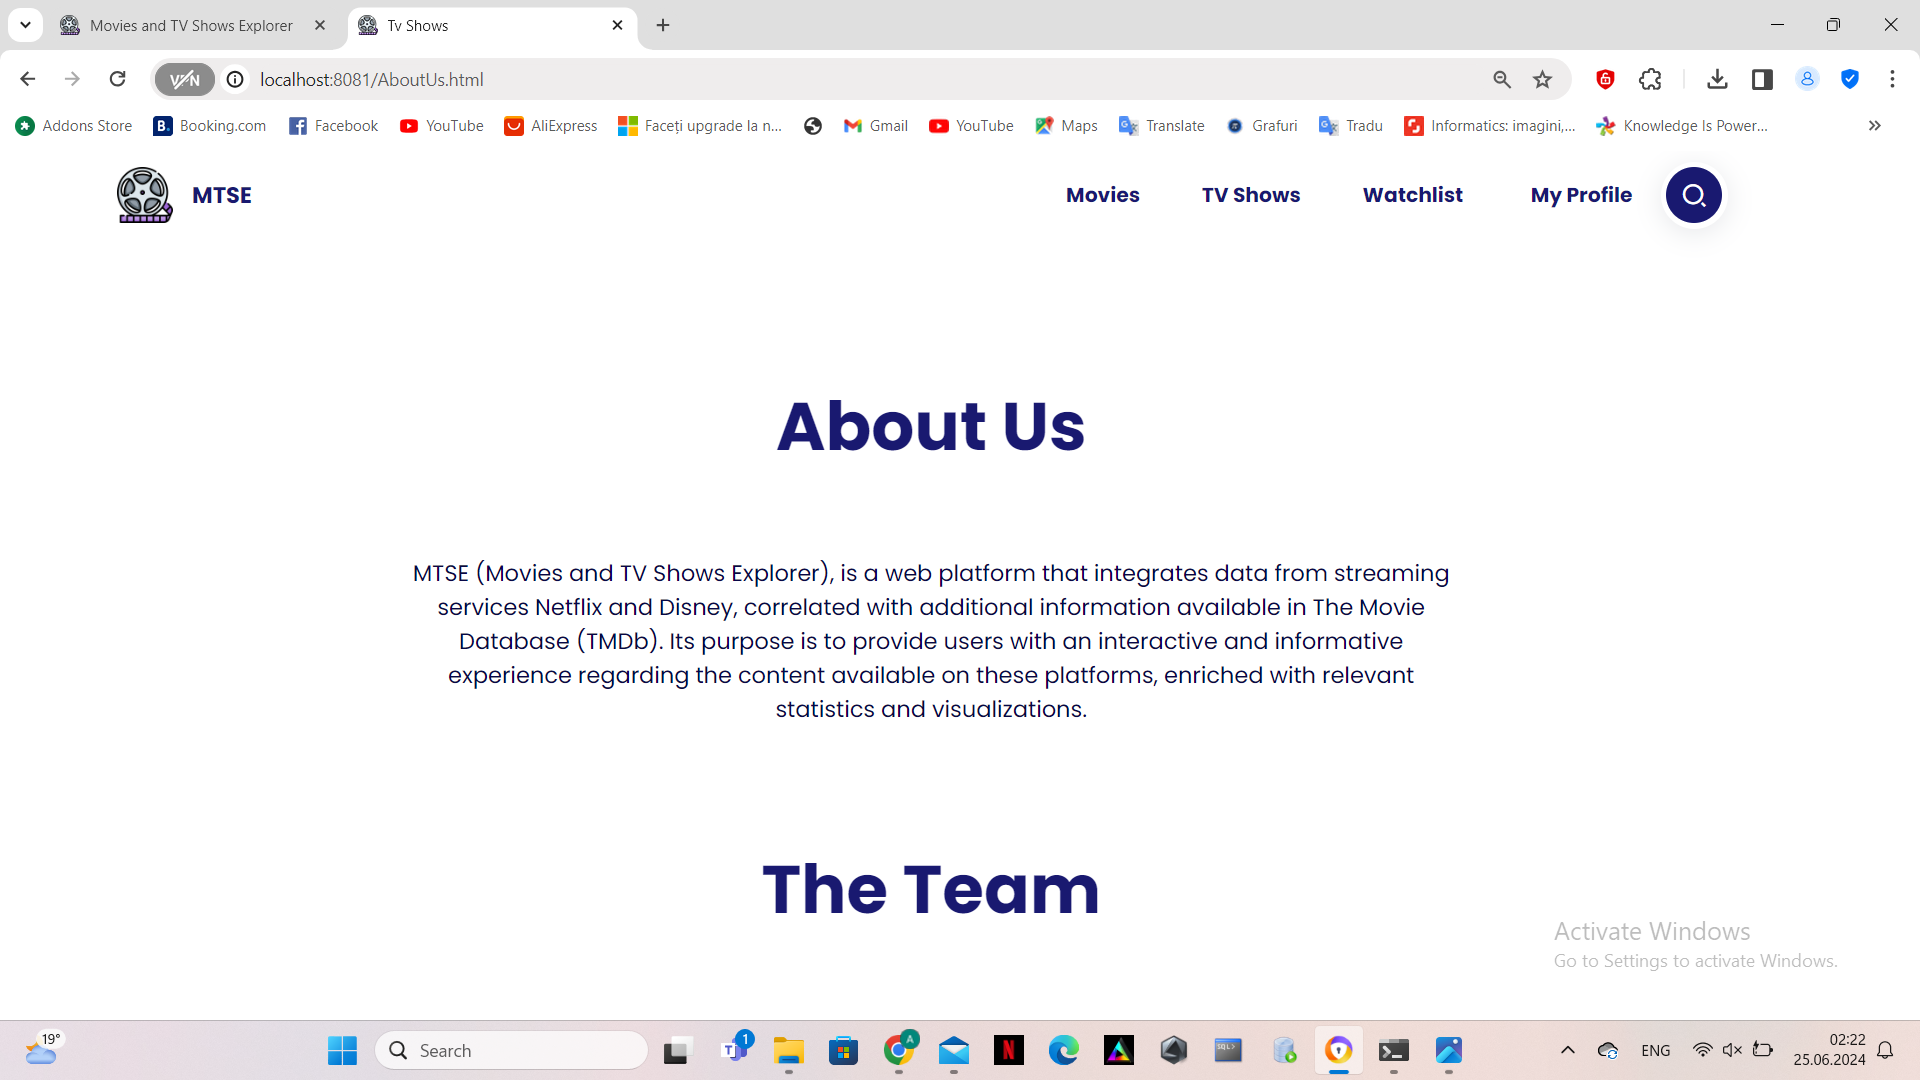 Movies and TV Shows Explorer
Tv Shows
VPN
localhost:8081/AboutUs.html
Addons Store
B.
Booking.com
Facebook
YouTube
AliExpress
Faceți upgrade la n...
Gmail
YouTube
Maps
Translate
Grafuri
Tradu
Informatics: imagini,...
Knowledge Is Power...
MTSE
Movies
TV Shows
Watchlist
My Profile
About Us
MTSE (Movies and TV Shows Explorer), is a web platform that integrates data from streaming
services Netflix and Disney, correlated with additional information available in The Movie
Database (TMDb). Its purpose is to provide users with an interactive and informative
experience regarding the content available on these platforms, enriched with relevant
statistics and visualizations.
The Team
Activate Windows
Go to Settings to activate Windows.
19°
Search
T
1
A
N
SQL>
ENG
02:22
25.06.2024